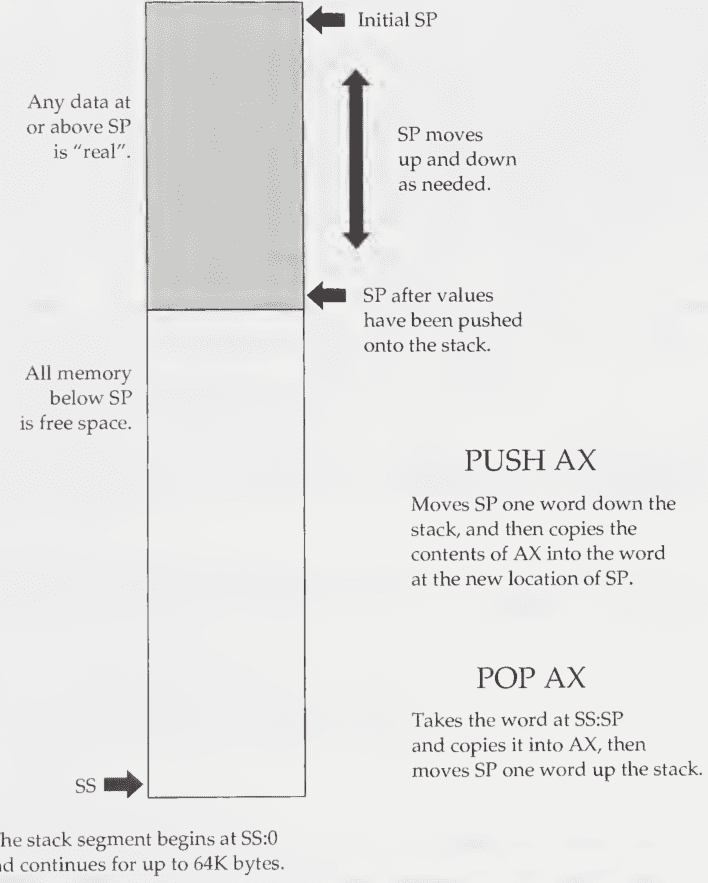 Initial SP
Any data at
or above SP
is "real".
SP moves
up and down
as needed.
SP after values
have been pushed
onto the stack.
All memory
below SP
is free space.
PUSH AX
Moves SP one word down the
stack, and then copies the
contents of AX into the word
at the new location of SP.
POP AX
Takes the word at SS:SP
and copies it into AX, then
moves SP one word up the stack.
SS
he stack segment begins at SS:0
nd continues for up to 64K bytes.